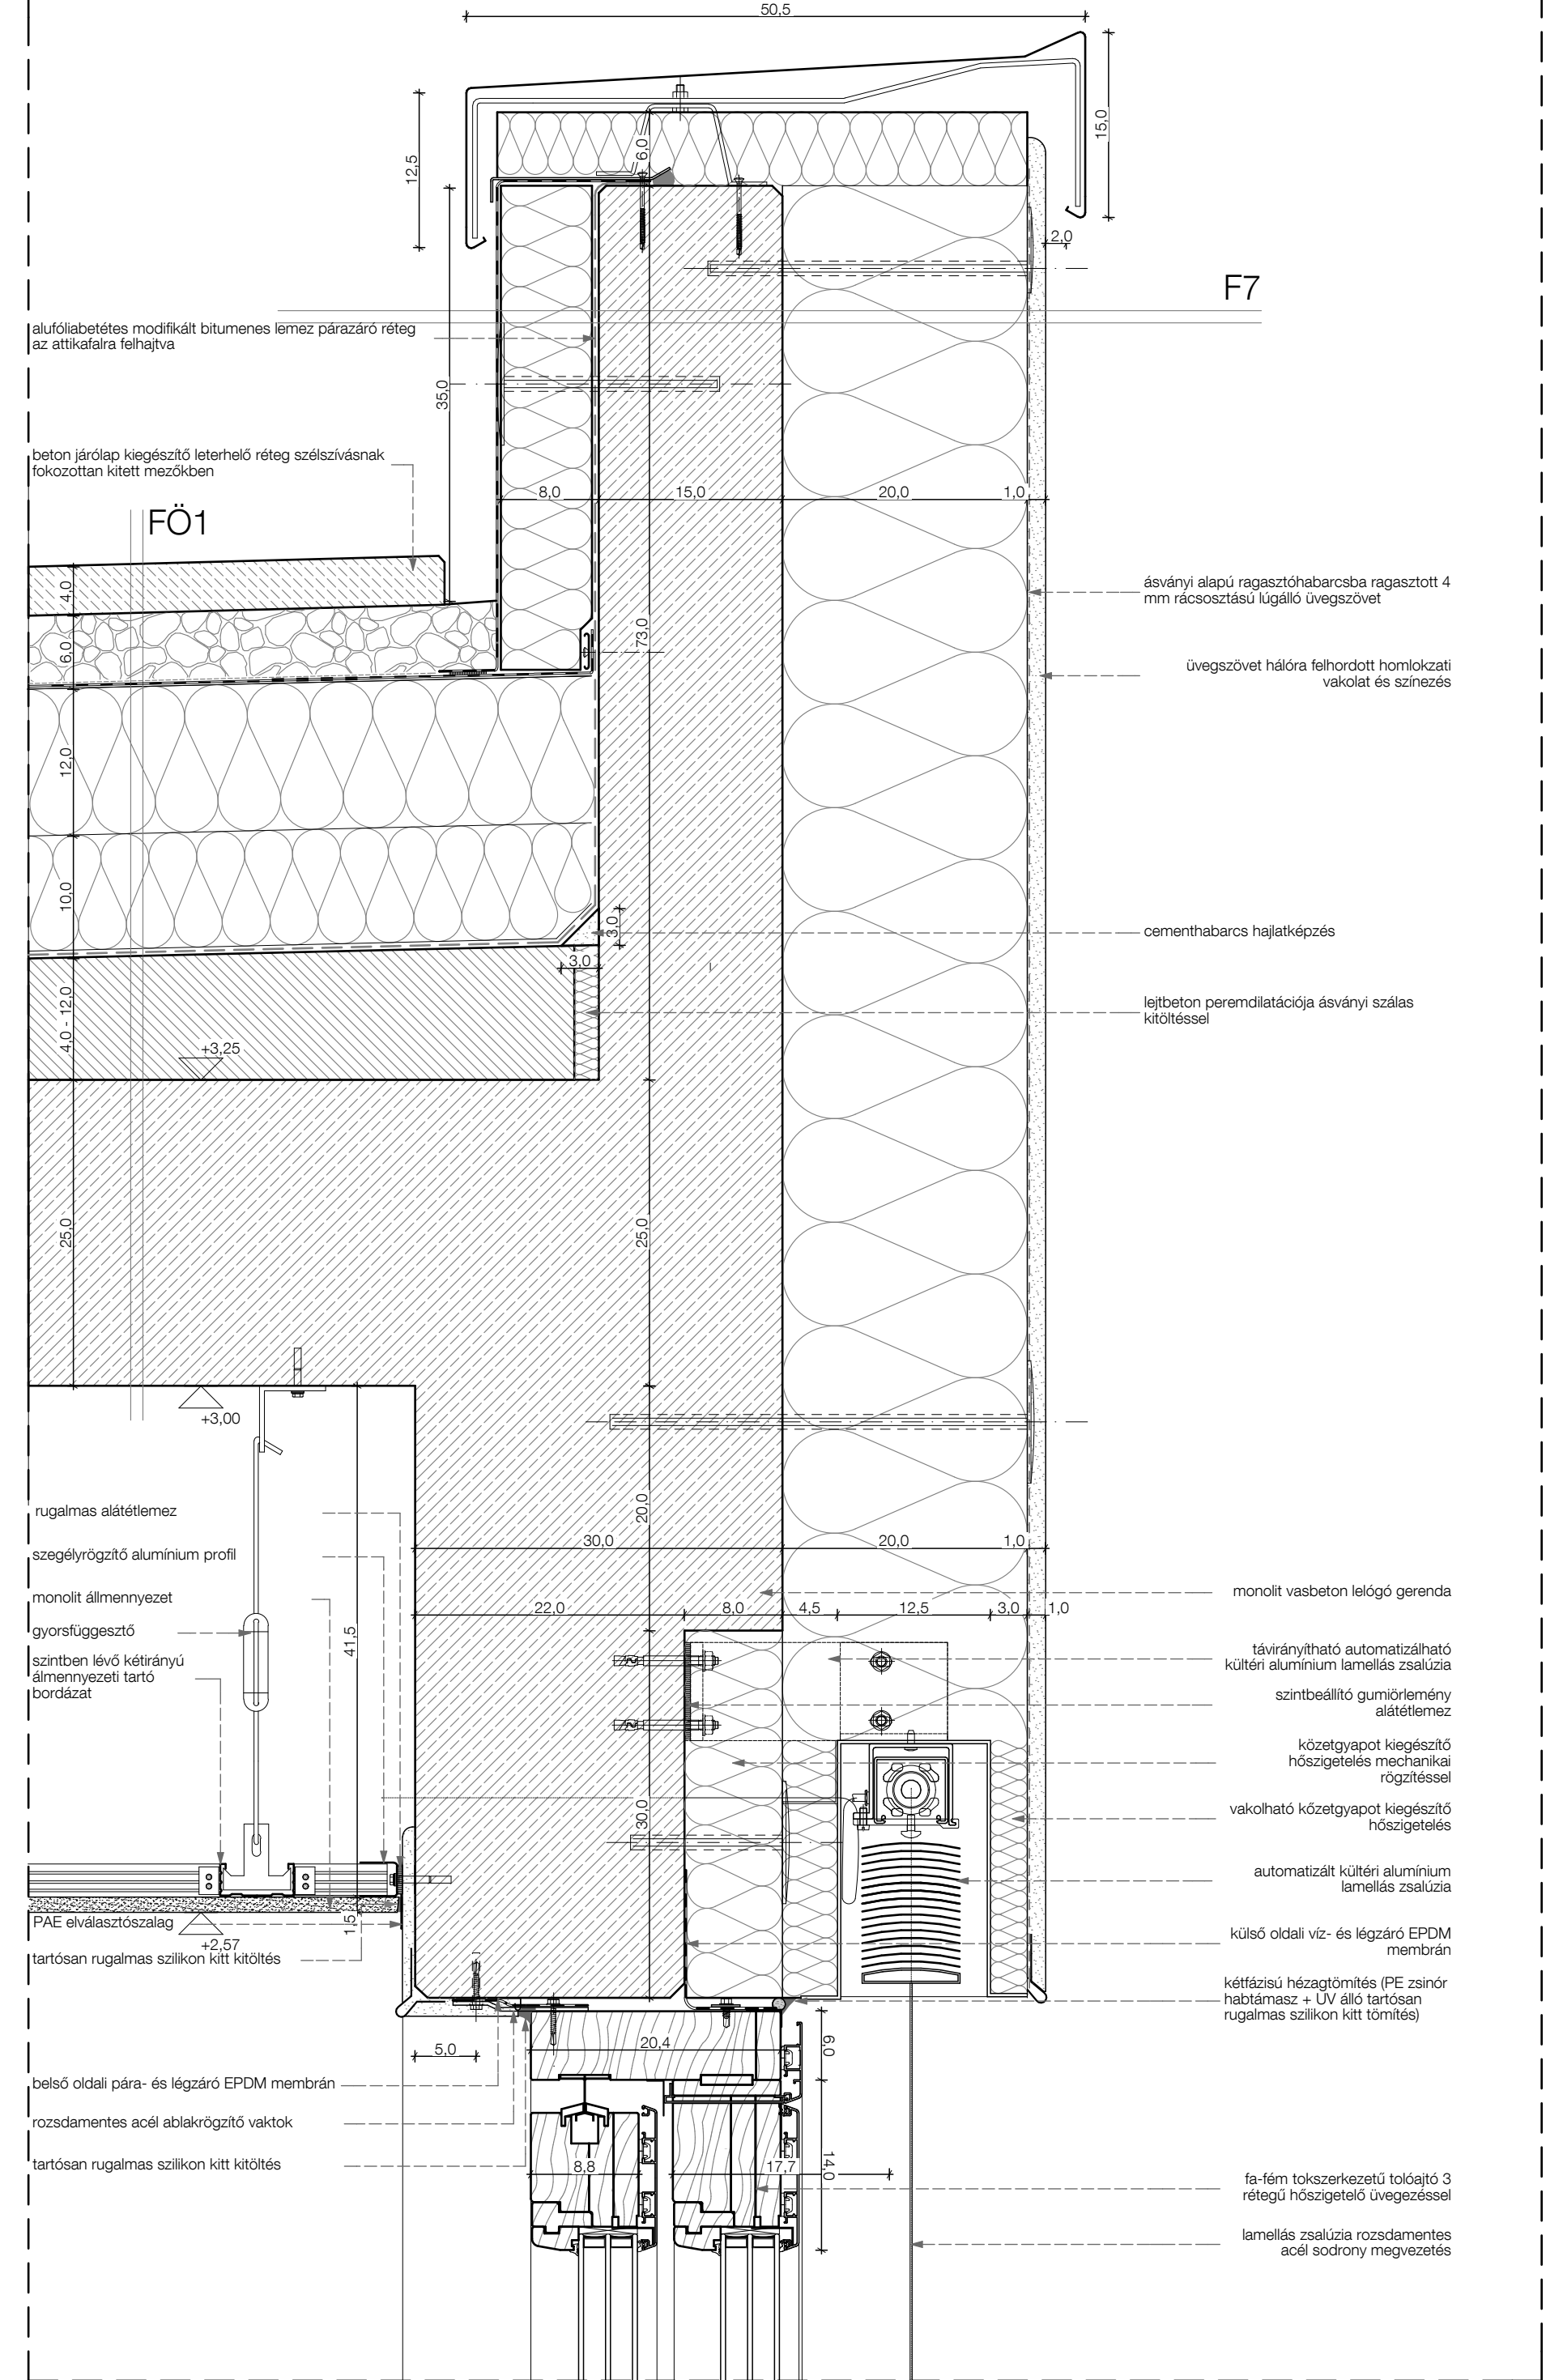 50,5
12,5
15,0
6,0
2,0
F7
alufóliabetétes modifikált bitumenes lemez párazáró réteg
az attikafalra felhajtva
35,0
beton járólap kiegészítő leterhelő réteg szélszívásnak
fokozottan kitett mezőkben
8,0
15,0
20,0
1,0
FÖ1
4,0
6,0
73,0
ásványi alapú ragasztóhabarcsba ragasztott 4
mm rácsosztású lúgálló üvegszövet
üvegszövet hálóra felhordott homlokzati
vakolat és színezés
12,0
10,0
3,0
3,0
cementhabarcs hajlatképzés
lejtbeton peremdilatációja ásványi szálas
kitöltéssel
4,0 - 12,0
+3,25
25,0
25,0
+3,00
20,0
rugalmas alátétlemez
szegélyrögzítő alumínium profil
monolit állmennyezet
gyorsfüggesztő
szintben lévő kétirányú
álmennyezeti tartó
bordázat
41,5
30,0
20,0
1,0
22,0
8,0
4,5
12,5
3,0
1,0
monolit vasbeton lelógó gerenda
távirányítható automatizálható
kültéri alumínium lamellás zsalúzia
szintbeállító gumiörlemény
alátétlemez
közetgyapot kiegészítő
hőszigetelés mechanikai
rögzítéssel
vakolható kőzetgyapot kiegészítő
hőszigetelés
30,0
automatizált kültéri alumínium
lamellás zsalúzia
PAE elválasztószalag
+2,57
1,5
tartósan rugalmas szilikon kitt kitöltés
külső oldali víz- és légzáró EPDM
membrán
kétfázisú hézagtömítés (PE zsinór
habtámasz + UV álló tartósan
rugalmas szilikon kitt tömítés)
5,0
20,4
6,0
belső oldali pára- és légzáró EPDM membrán
rozsdamentes acél ablakrögzítő vaktok
tartósan rugalmas szilikon kitt kitöltés
8,8
17,7
14,0
fa-fém tokszerkezetű tolóajtó 3
rétegű hőszigetelő üvegezéssel
lamellás zsalúzia rozsdamentes
acél sodrony megvezetés